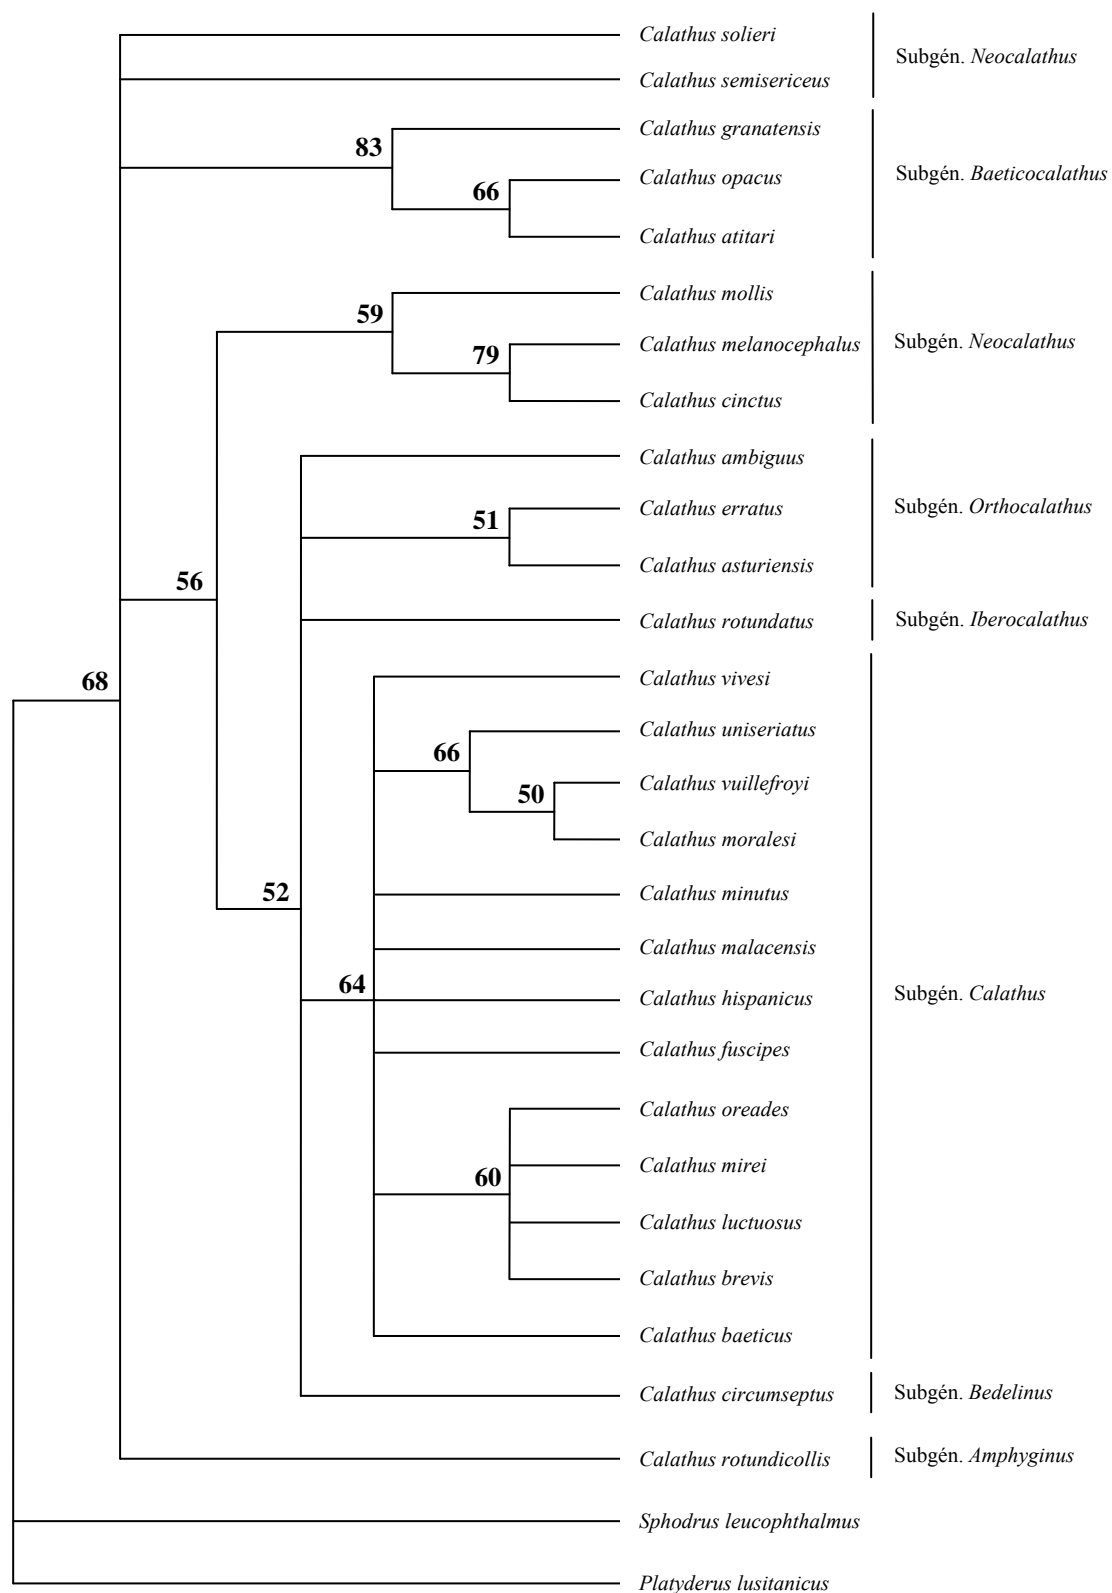 Calathus solieri
Subgén. Neocalathus
Calathus semisericeus
Calathus granatensis
83
Calathus opacus
Subgén. Baeticocalathus
66
Calathus atitari
Calathus mollis
59
Calathus melanocephalus
Subgén. Neocalathus
79
Calathus cinctus
Calathus ambiguus
Calathus erratus
Subgén. Orthocalathus
51
Calathus asturiensis
56
Calathus rotundatus
Subgén. Iberocalathus
68
Calathus vivesi
Calathus uniseriatus
66
Calathus vuillefroyi
50
Calathus moralesi
52
Calathus minutus
Calathus malacensis
64
Calathus hispanicus
Subgén. Calathus
Calathus fuscipes
Calathus oreades
Calathus mirei
60
Calathus luctuosus
Calathus brevis
Calathus baeticus
Calathus circumseptus
Subgén. Bedelinus
Calathus rotundicollis
Subgén. Amphyginus
Sphodrus leucophthalmus
Platyderus lusitanicus